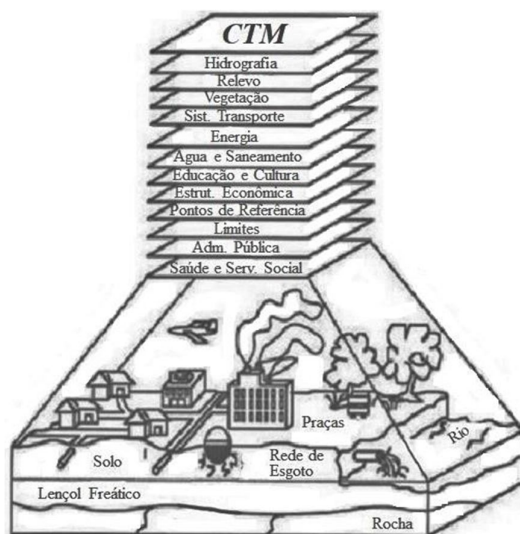 CTM
Hidrografia
Relevo
Vegetação
Sist. Transporte
Energia
Agua e Saneamento
Educação e Cultura
Estrut. Econômica
Pontos de Referência
Limites
Adm. Pública
Saúde e Serv. Social
Praças
Rio
Solo
Rede de
Esgoto
Lençol Freático
Rocha